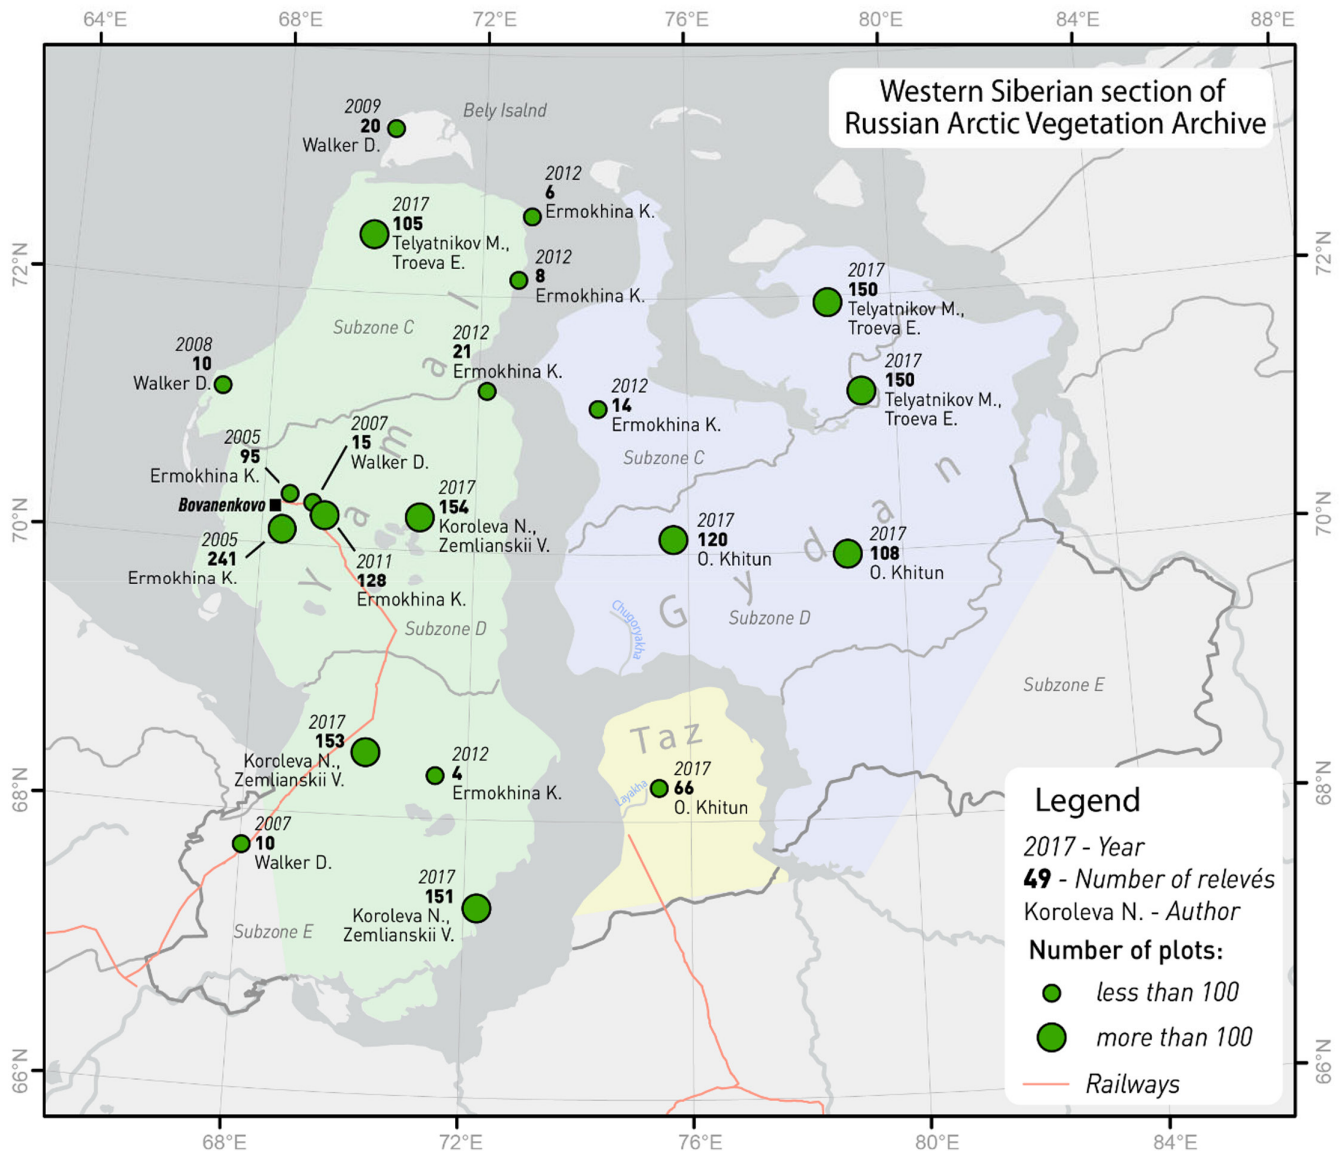 64°E 68°E 72°E 76°E 80°E 84°E 88°E
Western Siberian section of
Russian Arctic Vegetation Archive
2009
20
Walker D.
Bely Isalnd
2012
6
Ermokhina K.
2017
105
Telyatnikov M.,
Troeva E.
72°N
72°N
2012
8
Ermokhina K.
2017
150
Telyatnikov M.,
Troeva E.
Subzone C
2012
21
Ermokhina K.
2008
10
Walker D.
2017
150
Telyatnikov M.,
Troeva E.
2012
14
Ermokhina K.
2007
15
Walker D.
2005
95
Ermokhina K.
Subzone C
Bovanenkovo
2017
154
Koroleva N.,
Zemlianskii V.
70°N
70°N
2017
120
O. Khitun
2017
108
O. Khitun
2005
241
Ermokhina K.
2011
128
Ermokhina K.
Yamal
Gydan
Chugoryakha
Subzone D
Subzone D
Subzone E
2017
153
Koroleva N.,
Zemlianskii V.
Taz
2012
4
Ermokhina K.
2017
66
O. Khitun
Layakha
68°N
68°N
2007
10
Walker D.
2017
151
Koroleva N.,
Zemlianskii V.
Subzone E
Legend
2017 - Year
49 - Number of relevés
Koroleva N. - Author
Number of plots:
less than 100
more than 100
Railways
66°N
66°N
68°E 72°E 76°E 80°E 84°E